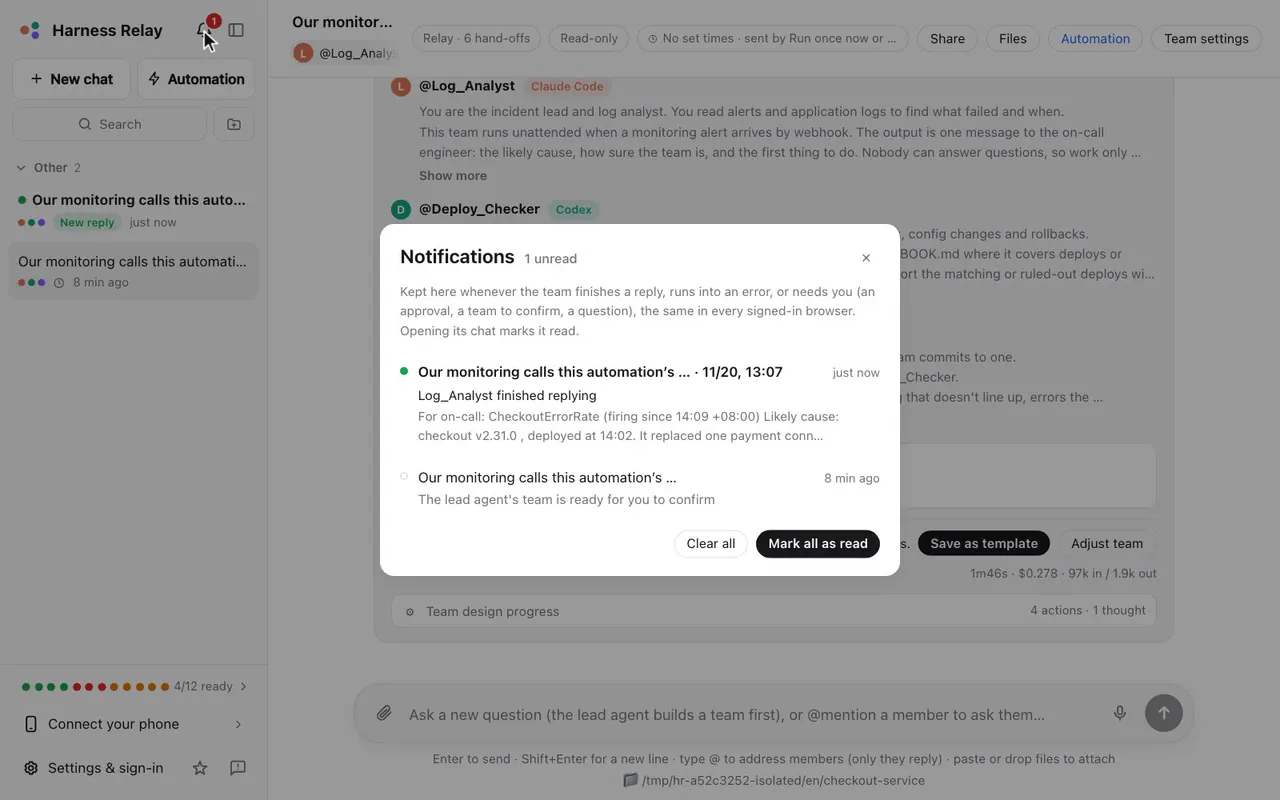 Harness Relay
1
New chat
Automation
Search
Other 2
Our monitoring calls this auto...
New reply just now
Our monitoring calls this automati...
8 min ago
4/12 ready
Connect your phone
Settings & sign-in
Our monitor...
L @Log_Analys
Relay · 6 hand-offs
Read-only
No set times · sent by Run once now or ...
Share
Files
Automation
Team settings
L @Log_Analyst Claude Code
You are the incident lead and log analyst. You read alerts and application logs to find what failed and when.
This team runs unattended when a monitoring alert arrives by webhook. The output is one message to the on-call
engineer: the likely cause, how sure the team is, and the first thing to do. Nobody can answer questions, so work only ...
Show more
D @Deploy_Checker Codex
, config changes and rollbacks.
BOOK.md where it covers deploys or
ort the matching or ruled-out deploys wi...
am commits to one.
_Checker.
g that doesn't line up, errors the ...
Notifications 1 unread
×
Kept here whenever the team finishes a reply, runs into an error, or needs you (an
approval, a team to confirm, a question), the same in every signed-in browser.
Opening its chat marks it read.
Our monitoring calls this automation’s ... · 11/20, 13:07 just now
Log_Analyst finished replying
For on-call: CheckoutErrorRate (firing since 14:09 +08:00) Likely cause:
checkout v2.31.0 , deployed at 14:02. It replaced one payment conn...
Our monitoring calls this automation’s ... 8 min ago
The lead agent's team is ready for you to confirm
Clear all
Mark all as read
s.
Save as template
Adjust team
1m46s · $0.278 · 97k in / 1.9k out
Team design progress 4 actions · 1 thought
Ask a new question (the lead agent builds a team first), or @mention a member to ask them...
Enter to send · Shift+Enter for a new line · type @ to address members (only they reply) · paste or drop files to attach
/tmp/hr-a52c3252-isolated/en/checkout-service